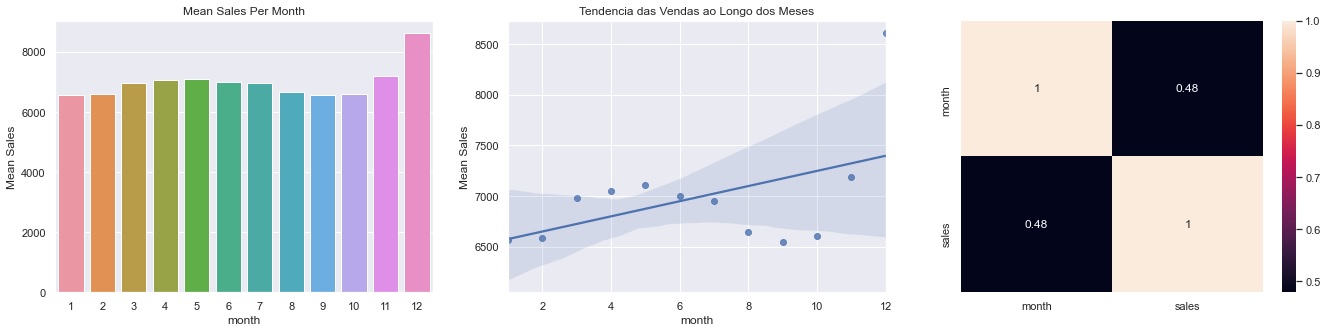 Mean Sales Per Month
Mean Sales
8000
6000
4000
2000
0
1 2 3 4 5 6 7 8 9 10 11 12
month
Tendencia das Vendas ao Longo dos Meses
Mean Sales
8500
8000
7500
7000
6500
2 4 6 8 10 12
month
month
sales
1 0.48
0.48 1
month sales
1.0
0.9
0.8
0.7
0.6
0.5